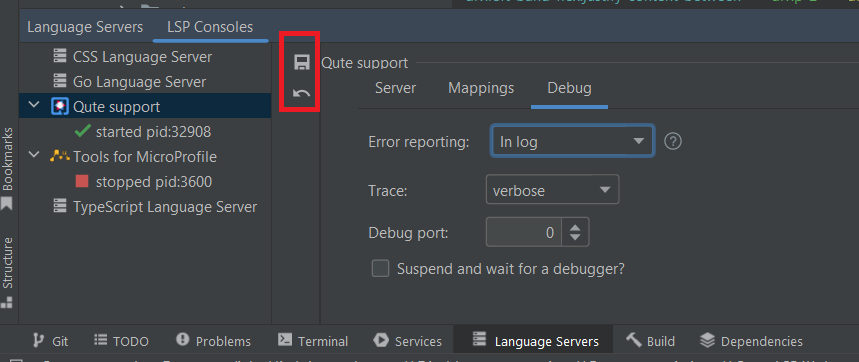 Language Servers LSP Consoles
CSS Language Server
Go Language Server
Qute support
started pid:32908
Tools for MicroProfile
stopped pid:3600
TypeScript Language Server
Qute support
Server Mappings Debug
Error reporting: In log
Trace: verbose
Debug port: 0
Suspend and wait for a debugger?
Bookmarks
Structure
Git TODO Problems Terminal Services Language Servers Build Dependencies